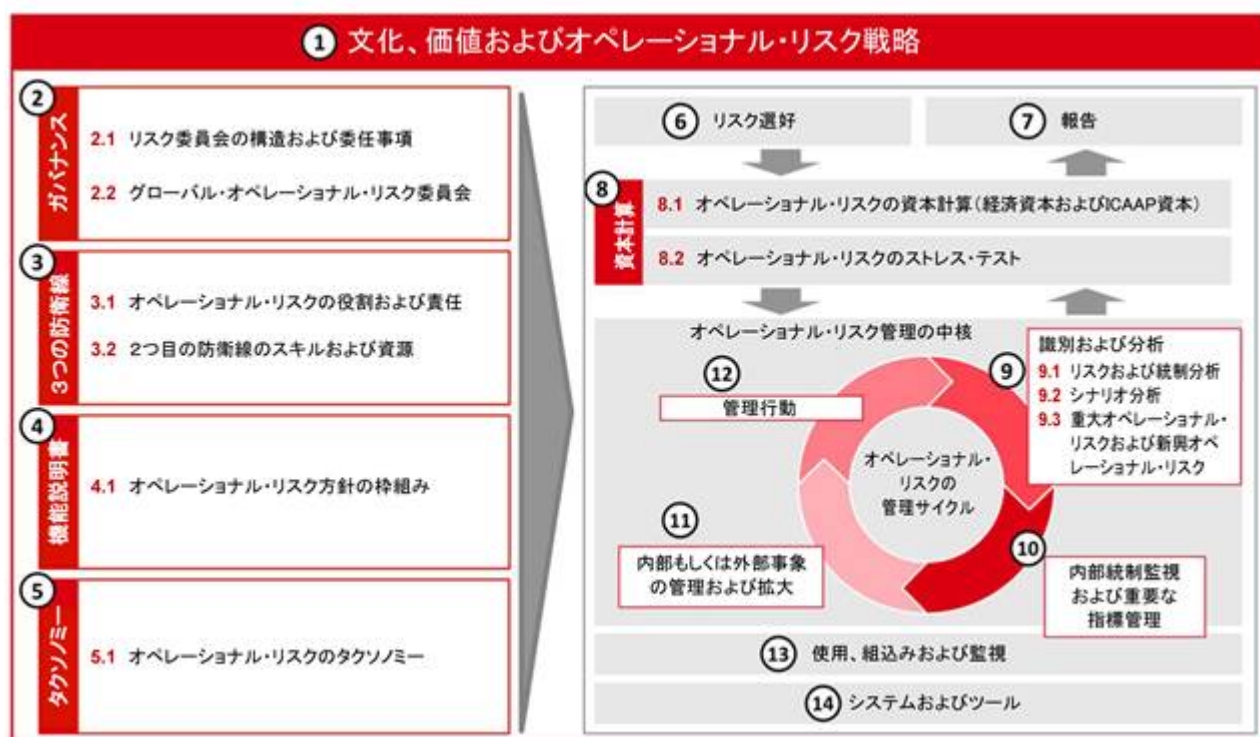 ① 文化、価値およびオペレーショナル・リスク戦略
② ガバナンス
2.1 リスク委員会の構造および委任事項
2.2 グローバル・オペレーショナル・リスク委員会
③ 3つの防衛線
3.1 オペレーショナル・リスクの役割および責任
3.2 2つ目の防衛線のスキルおよび資源
④ 機能説明書
4.1 オペレーショナル・リスク方針の枠組み
⑤ タクソノミー
5.1 オペレーショナル・リスクのタクソノミー
⑥ リスク選好
⑦ 報告
⑧ 資本計算
8.1 オペレーショナル・リスクの資本計算(経済資本およびICAAP資本)
8.2 オペレーショナル・リスクのストレス・テスト
オペレーショナル・リスク管理の中核
オペレーショナル・
リスクの
管理サイクル
⑨ 識別および分析
9.1 リスクおよび統制分析
9.2 シナリオ分析
9.3 重大オペレーショナル・
リスクおよび新興オペ
レーショナル・リスク
⑩
内部統制監視
および重要な
指標管理
⑪
内部もしくは外部事象
の管理および拡大
⑫
管理行動
⑬ 使用、組込みおよび監視
⑭ システムおよびツール